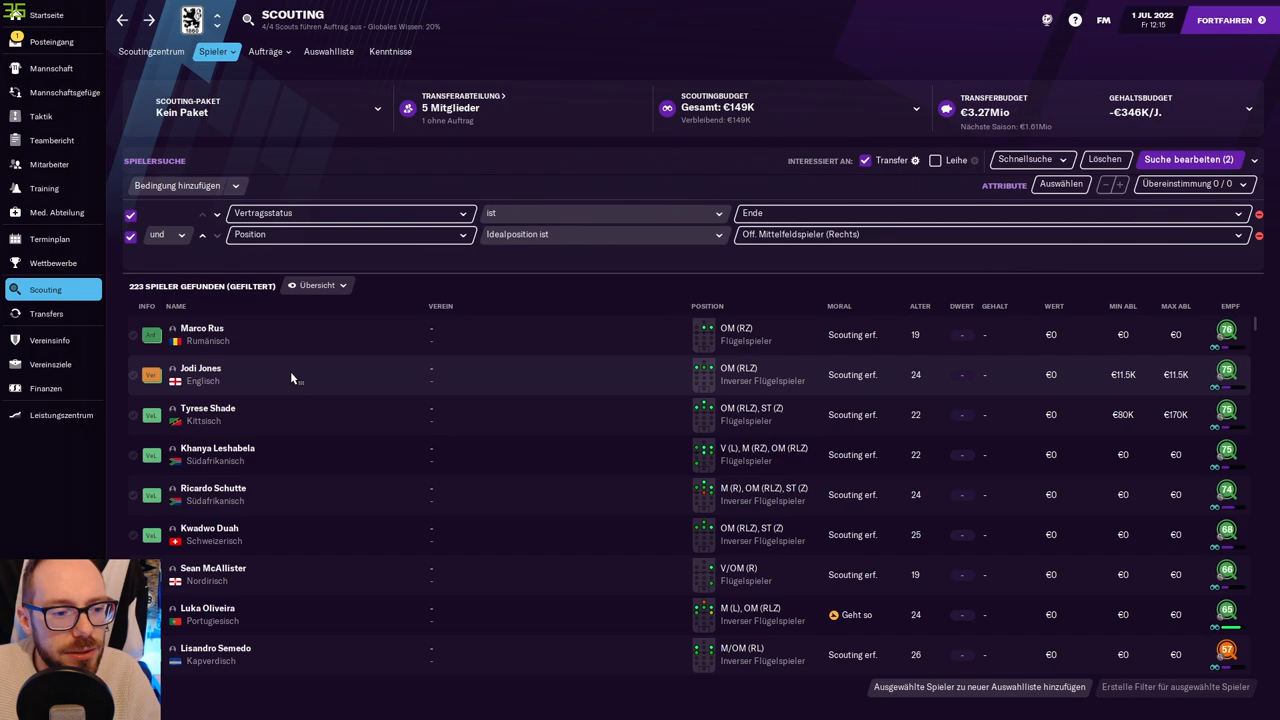 Startseite
1
Posteingang
Mannschaft
Mannschaftsgefüge
Taktik
Teambericht
Mitarbeiter
Training
Med. Abteilung
Terminplan
Wettbewerbe
Scouting
Transfers
Vereinsinfo
Vereinsziele
Finanzen
Leistungszentrum
1860
SCOUTING
4/4 Scouts führen Auftrag aus - Globales Wissen: 20%
FM
1 JUL 2022
Fr 12:15
FORTFAHREN
Scoutingzentrum
Spieler
Aufträge
Auswahlliste
Kenntnisse
SCOUTING-PAKET
Kein Paket
TRANSFERABTEILUNG >
5 Mitglieder
1 ohne Auftrag
SCOUTINGBUDGET
Gesamt: €149K
Verbleibend: €149K
TRANSFERBUDGET
€3.27Mio
Nächste Saison: €1.61Mio
GEHALTSBUDGET
-€346K/J.
SPIELERSUCHE
INTERESSIERT AN:
Transfer
Leihe
Schnellsuche
Löschen
Suche bearbeiten (2)
Bedingung hinzufügen
ATTRIBUTE
Auswählen
Übereinstimmung 0 / 0
Vertragsstatus ist Ende
und Position Idealposition ist Off. Mittelfeldspieler (Rechts)
223 SPIELER GEFUNDEN (GEFILTERT)
Übersicht
INFO NAME VEREIN POSITION MORAL ALTER DWERT GEHALT WERT MIN ABL MAX ABL EMPF
Marco Rus - OM (RZ) Scouting erf. 19 - - €0 €0 €0 76
Rumänisch - Flügelspieler
Ver Jodi Jones - OM (RLZ) Scouting erf. 24 - - €0 €11.5K €11.5K 75
Englisch - Inverser Flügelspieler
VeL Tyrese Shade - OM (RLZ), ST (Z) Scouting erf. 22 - - €0 €80K €170K 75
Kittsisch - Flügelspieler
VeL Khanya Leshabela - V (L), M (RZ), OM (RLZ) Scouting erf. 22 - - €0 €0 €0 75
Südafrikanisch - Flügelspieler
VeL Ricardo Schutte - M (R), OM (RLZ), ST (Z) Scouting erf. 24 - - €0 €0 €0 74
Südafrikanisch - Inverser Flügelspieler
VeL Kwadwo Duah - OM (RLZ), ST (Z) Scouting erf. 25 - - €0 €0 €0 68
Schweizerisch - Inverser Flügelspieler
Sean McAllister - V/OM (R) Scouting erf. 19 - - €0 €0 €0 66
Nordirisch - Flügelspieler
Luka Oliveira - M (L), OM (RLZ) Geht so 24 - - €0 €0 €0 65
Portugiesisch - Inverser Flügelspieler
Lisandro Semedo - M/OM (RL) Scouting erf. 26 - - €0 €0 €0 57
Kapverdisch - Inverser Flügelspieler
Ausgewählte Spieler zu neuer Auswahlliste hinzufügen
Erstelle Filter für ausgewählte Spieler